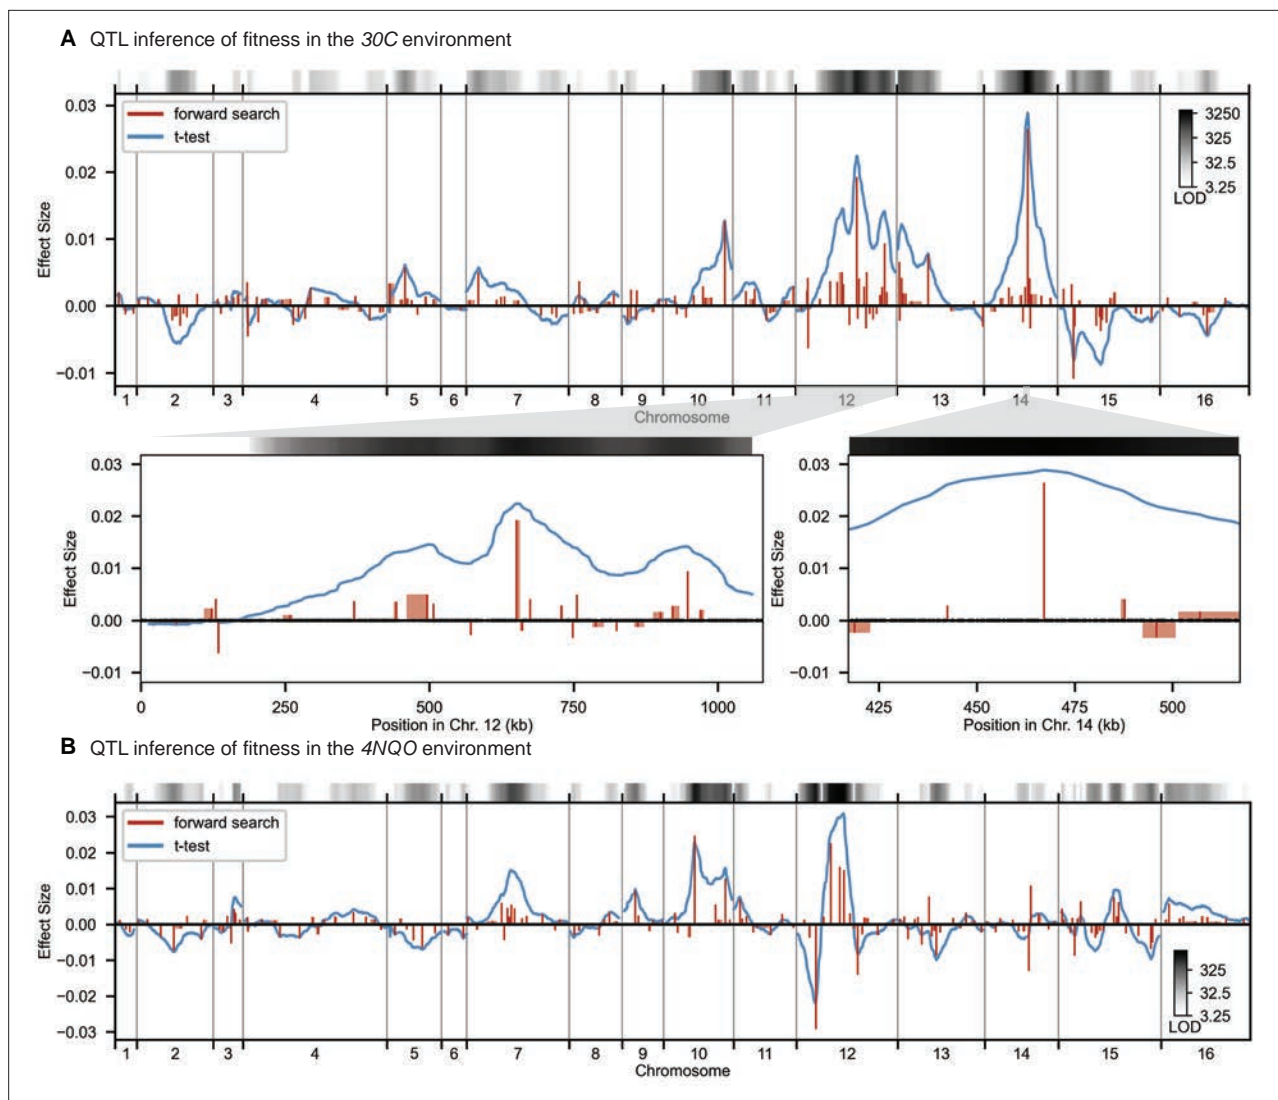 A QTL inference of fitness in the 30C environment
0.03
0.02
0.01
0.00
−0.01
Effect Size
forward search
t-test
3250
325
32.5
3.25
LOD
1 2 3 4 5 6 7 8 9 10 11 12 13 14 15 16
Chromosome
0.03
0.02
0.01
0.00
−0.01
Effect Size
0 250 500 750 1000
Position in Chr. 12 (kb)
0.03
0.02
0.01
0.00
−0.01
Effect Size
425 450 475 500
Position in Chr. 14 (kb)
B QTL inference of fitness in the 4NQO environment
0.03
0.02
0.01
0.00
−0.01
−0.02
−0.03
Effect Size
forward search
t-test
325
32.5
3.25
LOD
1 2 3 4 5 6 7 8 9 10 11 12 13 14 15 16
Chromosome